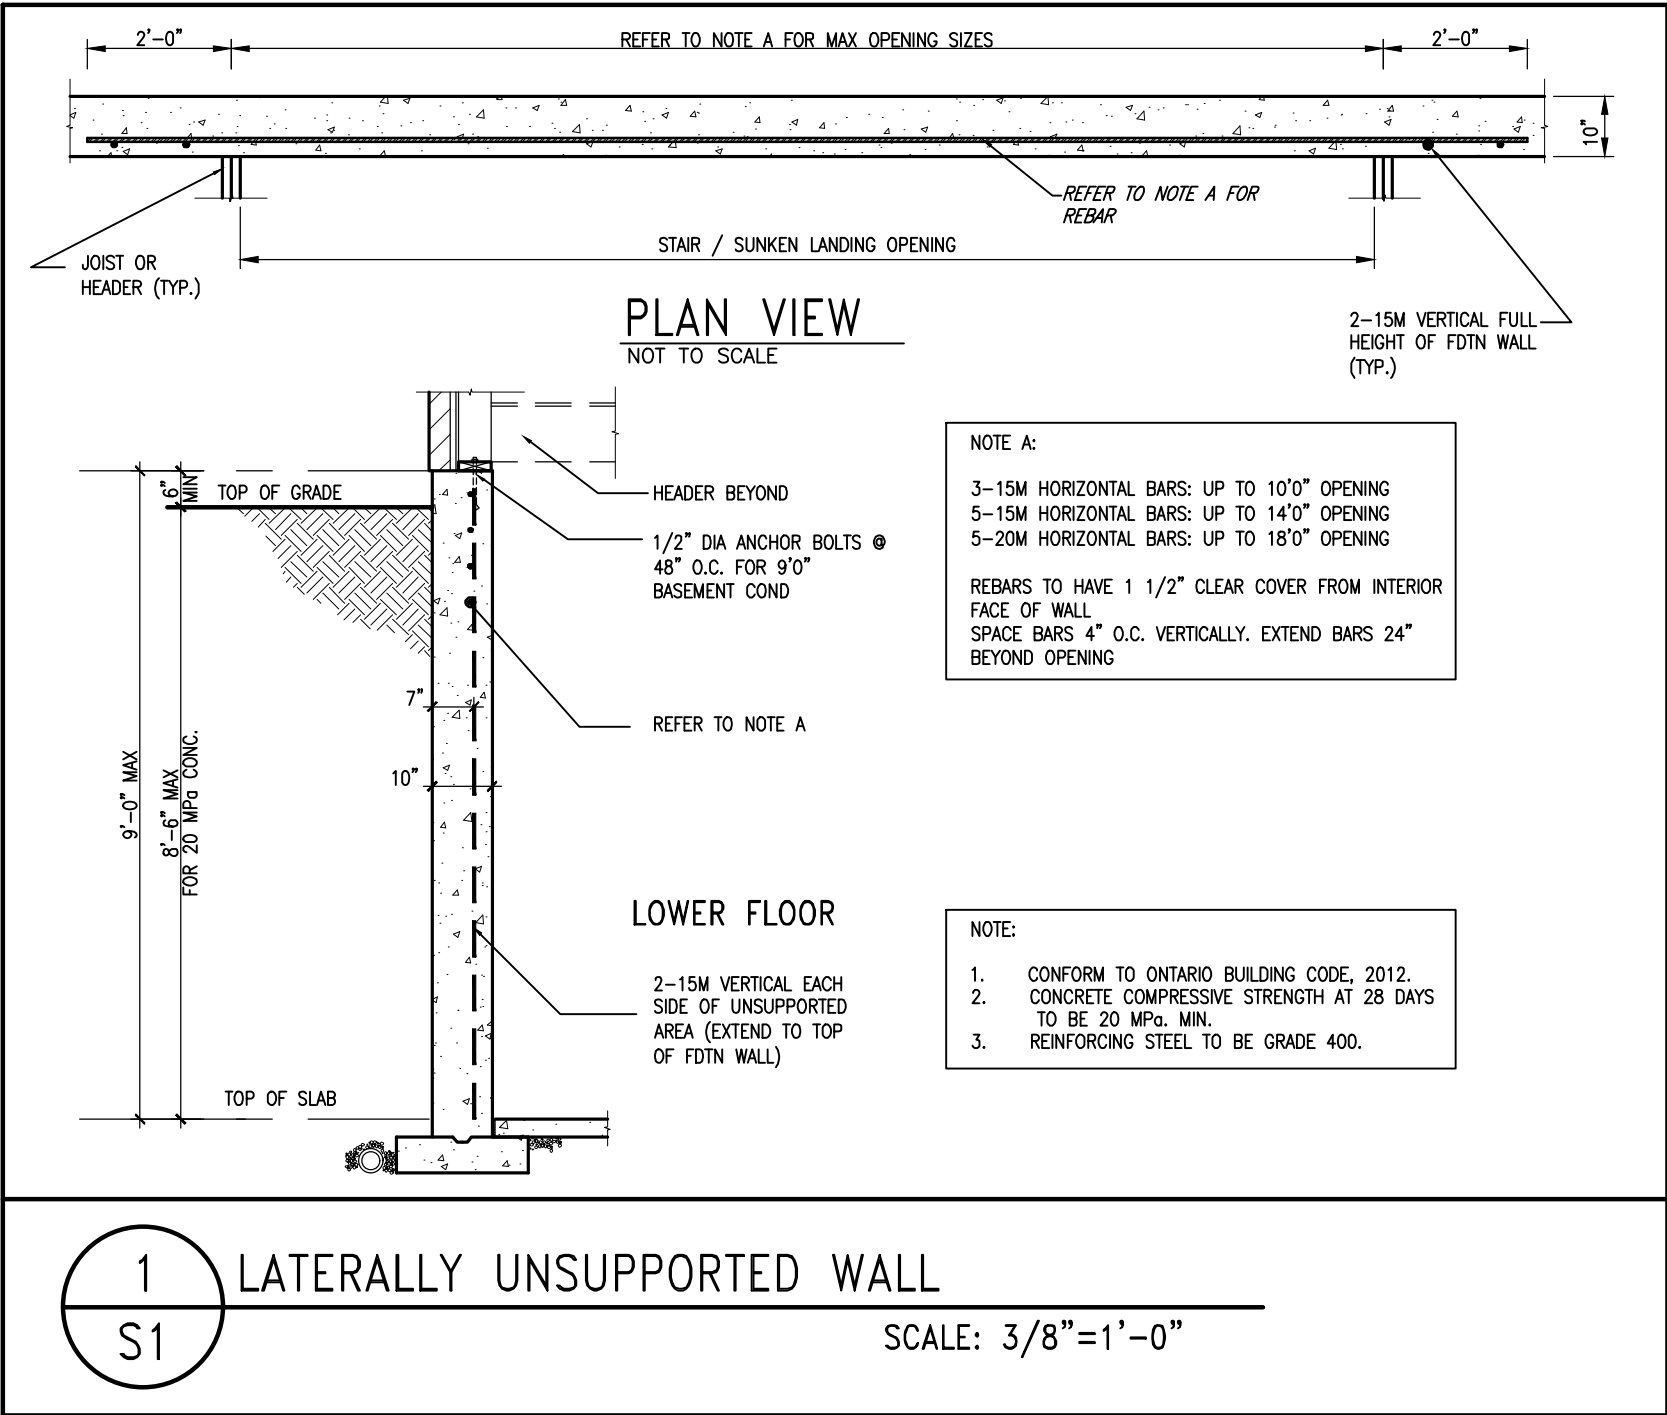 2'-0"
REFER TO NOTE A FOR MAX OPENING SIZES
2'-0"
10"
REFER TO NOTE A FOR
REBAR
STAIR / SUNKEN LANDING OPENING
JOIST OR
HEADER (TYP.)
PLAN VIEW
NOT TO SCALE
2-15M VERTICAL FULL
HEIGHT OF FDTN WALL
(TYP.)
6"
MIN
TOP OF GRADE
HEADER BEYOND
1/2" DIA ANCHOR BOLTS @
48" O.C. FOR 9'0"
BASEMENT COND
NOTE A:
3-15M HORIZONTAL BARS: UP TO 10'0" OPENING
5-15M HORIZONTAL BARS: UP TO 14'0" OPENING
5-20M HORIZONTAL BARS: UP TO 18'0" OPENING
REBARS TO HAVE 1 1/2" CLEAR COVER FROM INTERIOR
FACE OF WALL
SPACE BARS 4" O.C. VERTICALLY. EXTEND BARS 24"
BEYOND OPENING
7"
REFER TO NOTE A
10"
9'-0" MAX
8'-6" MAX
FOR 20 MPa CONC.
LOWER FLOOR
2-15M VERTICAL EACH
SIDE OF UNSUPPORTED
AREA (EXTEND TO TOP
OF FDTN WALL)
NOTE:
1. CONFORM TO ONTARIO BUILDING CODE, 2012.
2. CONCRETE COMPRESSIVE STRENGTH AT 28 DAYS
TO BE 20 MPa. MIN.
3. REINFORCING STEEL TO BE GRADE 400.
TOP OF SLAB
1
S1
LATERALLY UNSUPPORTED WALL
SCALE: 3/8"=1'-0"